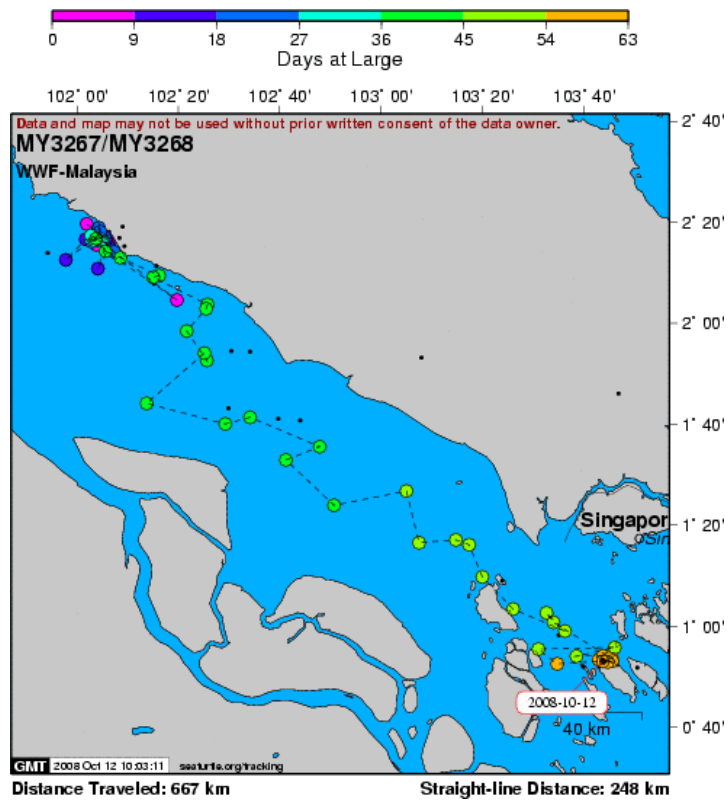 0 9 18 27 36 45 54 63
Days at Large
102° 00' 102° 20' 102° 40' 103° 00' 103° 20' 103° 40'
Data and map may not be used without prior written consent of the data owner.
2° 40'
MY3267/MY3268
WWF-Malaysia
2° 20'
2° 00'
1° 40'
1° 20'
Singapor
Sin
1° 00'
2008-10-12
0° 40'
40 km
GMT 2008 Oct 12 10:03:11 seaturtle.org/tracking
Distance Traveled: 667 km Straight-line Distance: 248 km